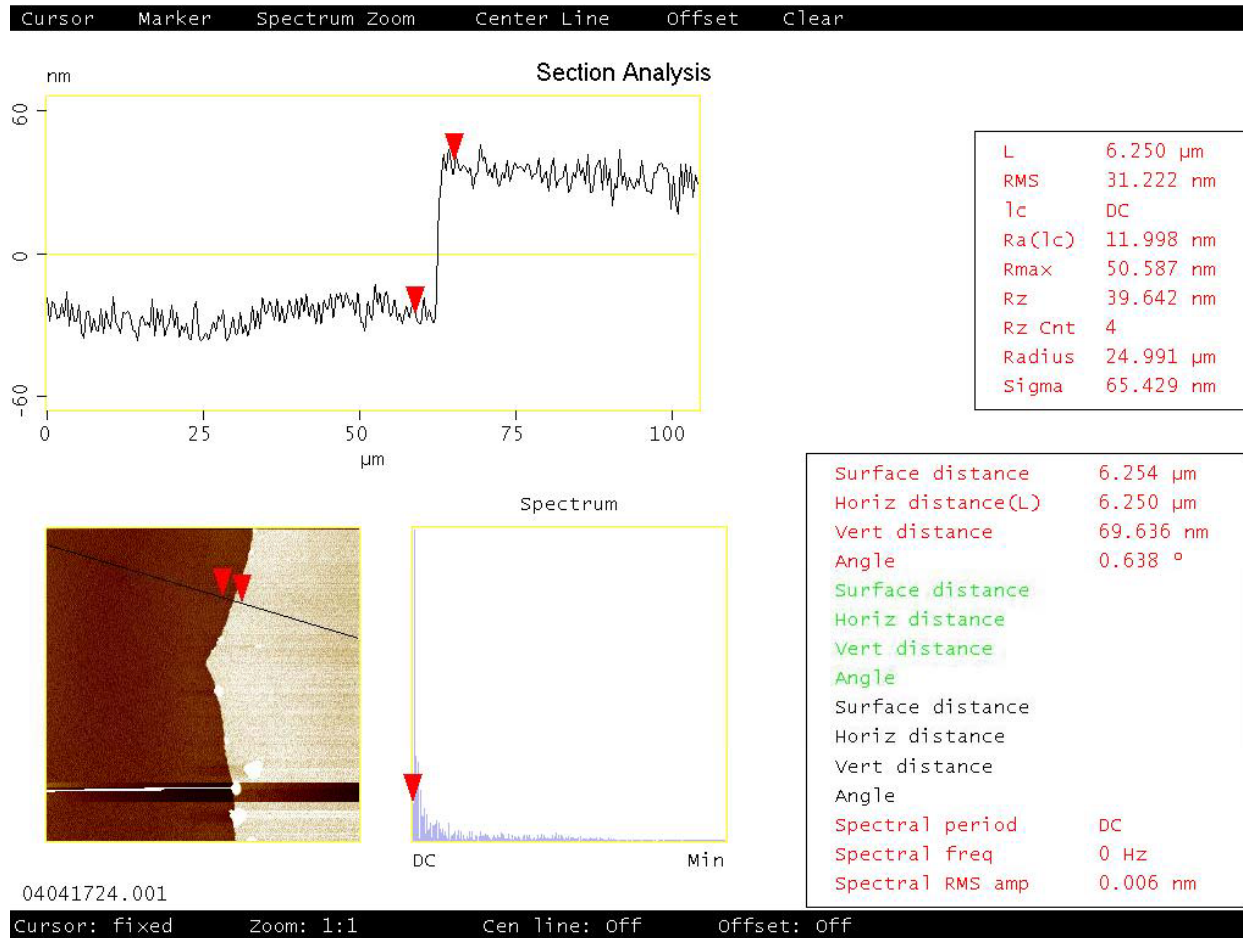 Cursor Marker Spectrum Zoom Center Line Offset Clear
Section Analysis
nm
60
0
-60
0 25 50 75 100
µm
L 6.250 µm
RMS 31.222 nm
lc DC
Ra(lc) 11.998 nm
Rmax 50.587 nm
Rz 39.642 nm
Rz Cnt 4
Radius 24.991 µm
Sigma 65.429 nm
Surface distance 6.254 µm
Horiz distance(L) 6.250 µm
Vert distance 69.636 nm
Angle 0.638 °
Surface distance
Horiz distance
Vert distance
Angle
Surface distance
Horiz distance
Vert distance
Angle
Spectral period DC
Spectral freq 0 Hz
Spectral RMS amp 0.006 nm
Spectrum
DC Min
04041724.001
Cursor: fixed Zoom: 1:1 Cen line: Off Offset: Off